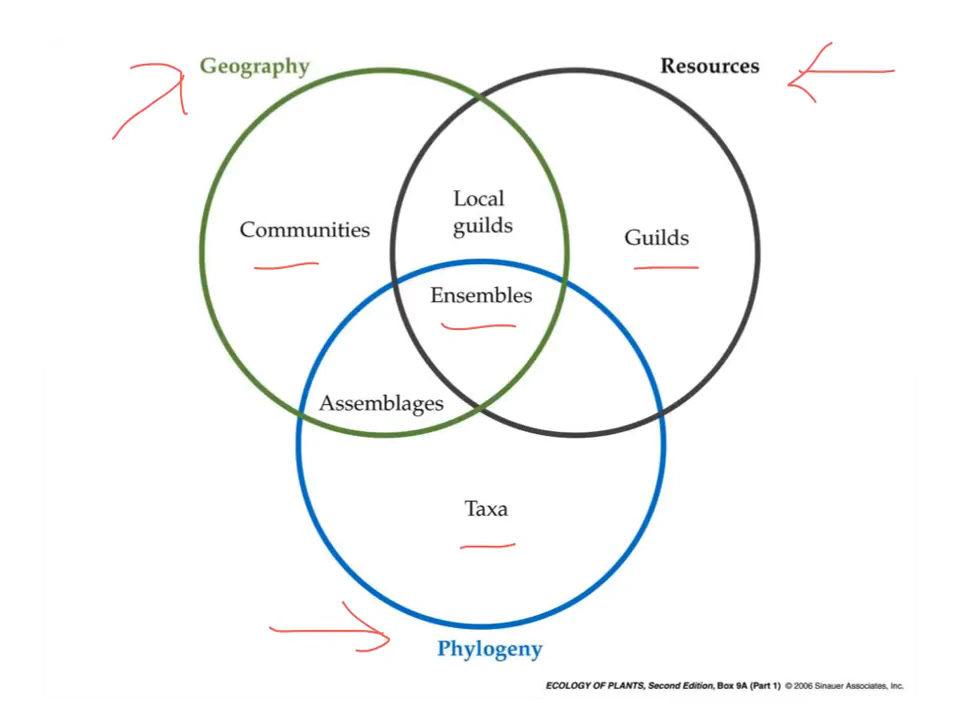 Geography
Resources
Local
guilds
Communities
Guilds
Ensembles
Assemblages
Taxa
Phylogeny
ECOLOGY OF PLANTS, Second Edition, Box 9A (Part 1) © 2006 Sinauer Associates, Inc.